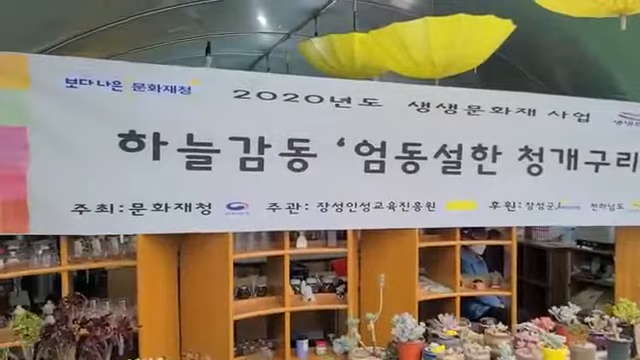 보다 나은 문화재청
2020년도 생생문화재 사업
하늘감동 '엄동설한 청개구리
주최:문화재청 주관:장성인성교육진흥원 후원:장성군 전라남도